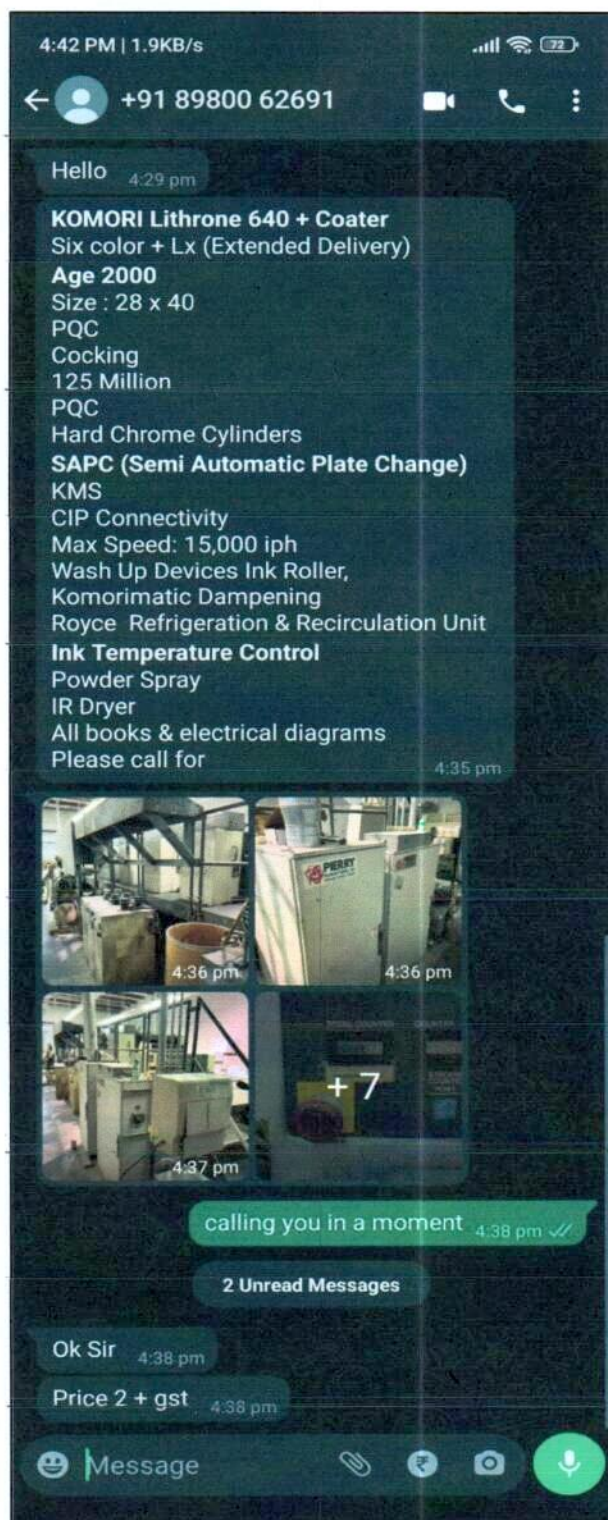 4:42 PM | 1.9KB/s
72
+91 89800 62691
Hello 4:29 pm
KOMORI Lithrone 640 + Coater
Six color + Lx (Extended Delivery)
Age 2000
Size : 28 x 40
PQC
Cocking
125 Million
PQC
Hard Chrome Cylinders
SAPC (Semi Automatic Plate Change)
KMS
CIP Connectivity
Max Speed: 15,000 iph
Wash Up Devices Ink Roller,
Komorimatic Dampening
Royce Refrigeration & Recirculation Unit
Ink Temperature Control
Powder Spray
IR Dryer
All books & electrical diagrams
Please call for 4:35 pm
PIERRY
4:36 pm 4:36 pm
+ 7
4:37 pm
calling you in a moment 4:38 pm
2 Unread Messages
Ok Sir 4:38 pm
Price 2 + gst 4:38 pm
Message